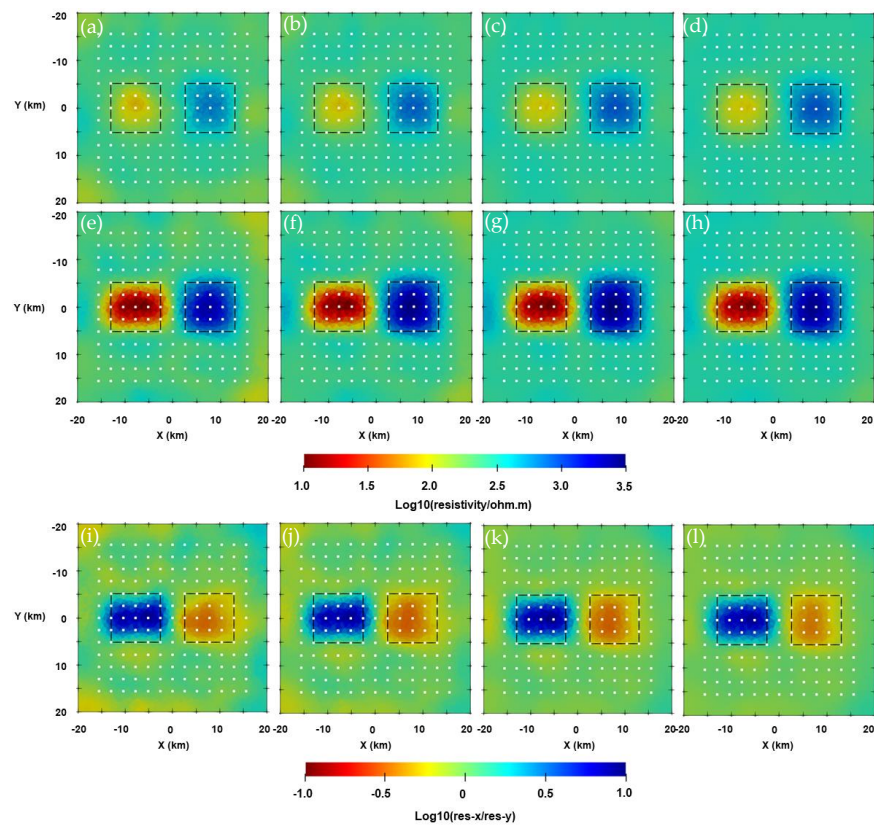 (a) (b) (c) (d)
-20
-10
Y (km) 0
10
20
(e) (f) (g) (h)
-20
-10
Y (km) 0
10
20
-20 -10 0 10 20 -20 -10 0 10 20 -20 -10 0 10 20 -20 -10 0 10 20
X (km) X (km) X (km) X (km)
1.0 1.5 2.0 2.5 3.0 3.5
Log10(resistivity/ohm.m)
(i) (j) (k) (l)
-20
-10
Y (km) 0
10
20
-20 -10 0 10 20 -20 -10 0 10 20 -20 -10 0 10 20 -20 -10 0 10 20
X (km) X (km) X (km) X (km)
-1.0 -0.5 0 0.5 1.0
Log10(res-x/res-y)